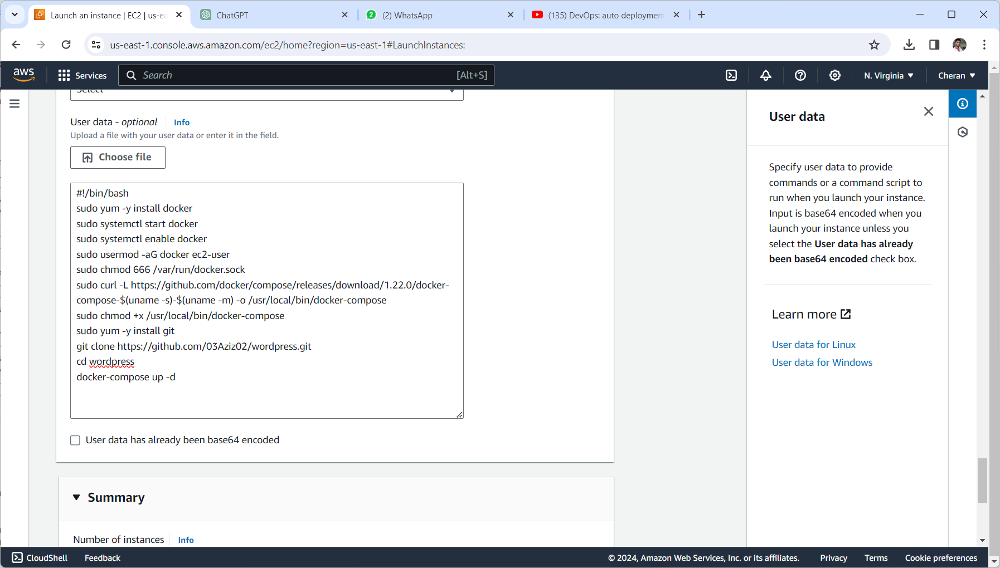 Launch an instance | EC2 | us-ea
ChatGPT
2
(2) WhatsApp
(135) DevOps: auto deploymen
us-east-1.console.aws.amazon.com/ec2/home?region=us-east-1#LaunchInstances:
aws
Services
Search
[Alt+S]
N. Virginia
Cheran
Select
User data - optional
Info
Upload a file with your user data or enter it in the field.
Choose file
#!/bin/bash
sudo yum -y install docker
sudo systemctl start docker
sudo systemctl enable docker
sudo usermod -aG docker ec2-user
sudo chmod 666 /var/run/docker.sock
sudo curl -L https://github.com/docker/compose/releases/download/1.22.0/docker-
compose-$(uname -s)-$(uname -m) -o /usr/local/bin/docker-compose
sudo chmod +x /usr/local/bin/docker-compose
sudo yum -y install git
git clone https://github.com/03Aziz02/wordpress.git
cd wordpress
docker-compose up -d
User data has already been base64 encoded
Summary
Number of instances
Info
User data
Specify user data to provide
commands or a command script to
run when you launch your instance.
Input is base64 encoded when you
launch your instance unless you
select the User data has already
been base64 encoded check box.
Learn more
User data for Linux
User data for Windows
CloudShell
Feedback
© 2024, Amazon Web Services, Inc. or its affiliates.
Privacy
Terms
Cookie preferences